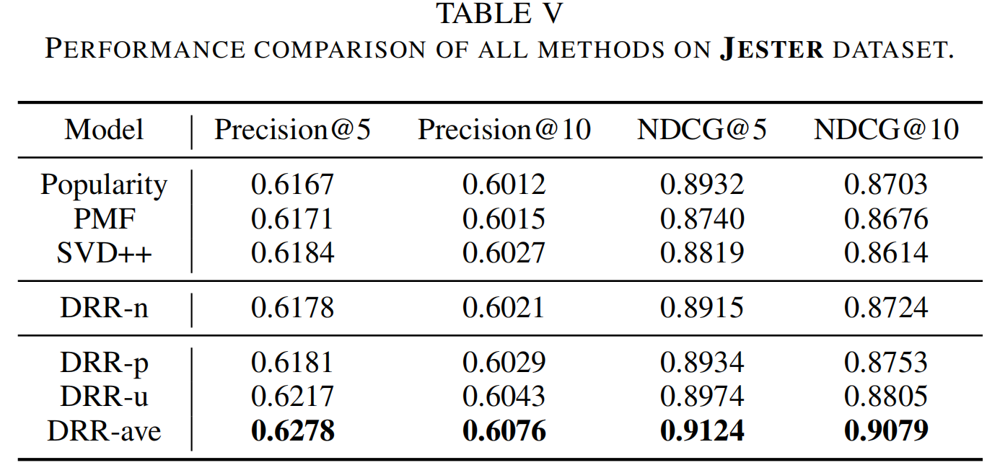 TABLE V
PERFORMANCE COMPARISON OF ALL METHODS ON JESTER DATASET.
Model Precision@5 Precision@10 NDCG@5 NDCG@10
Popularity 0.6167 0.6012 0.8932 0.8703
PMF 0.6171 0.6015 0.8740 0.8676
SVD++ 0.6184 0.6027 0.8819 0.8614
DRR-n 0.6178 0.6021 0.8915 0.8724
DRR-p 0.6181 0.6029 0.8934 0.8753
DRR-u 0.6217 0.6043 0.8974 0.8805
DRR-ave 0.6278 0.6076 0.9124 0.9079